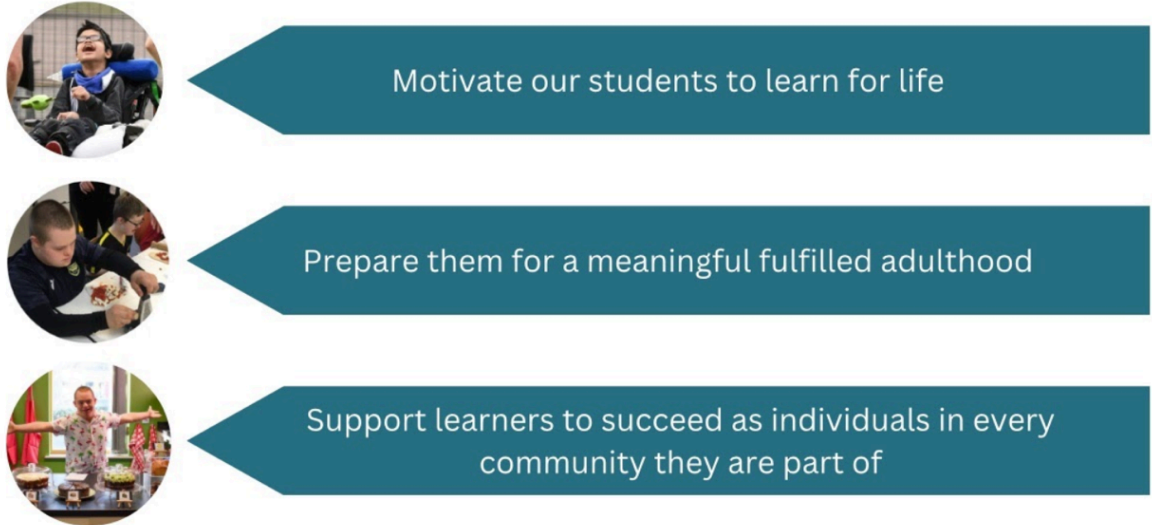 Motivate our students to learn for life
Prepare them for a meaningful fulfilled adulthood
Support learners to succeed as individuals in every
community they are part of